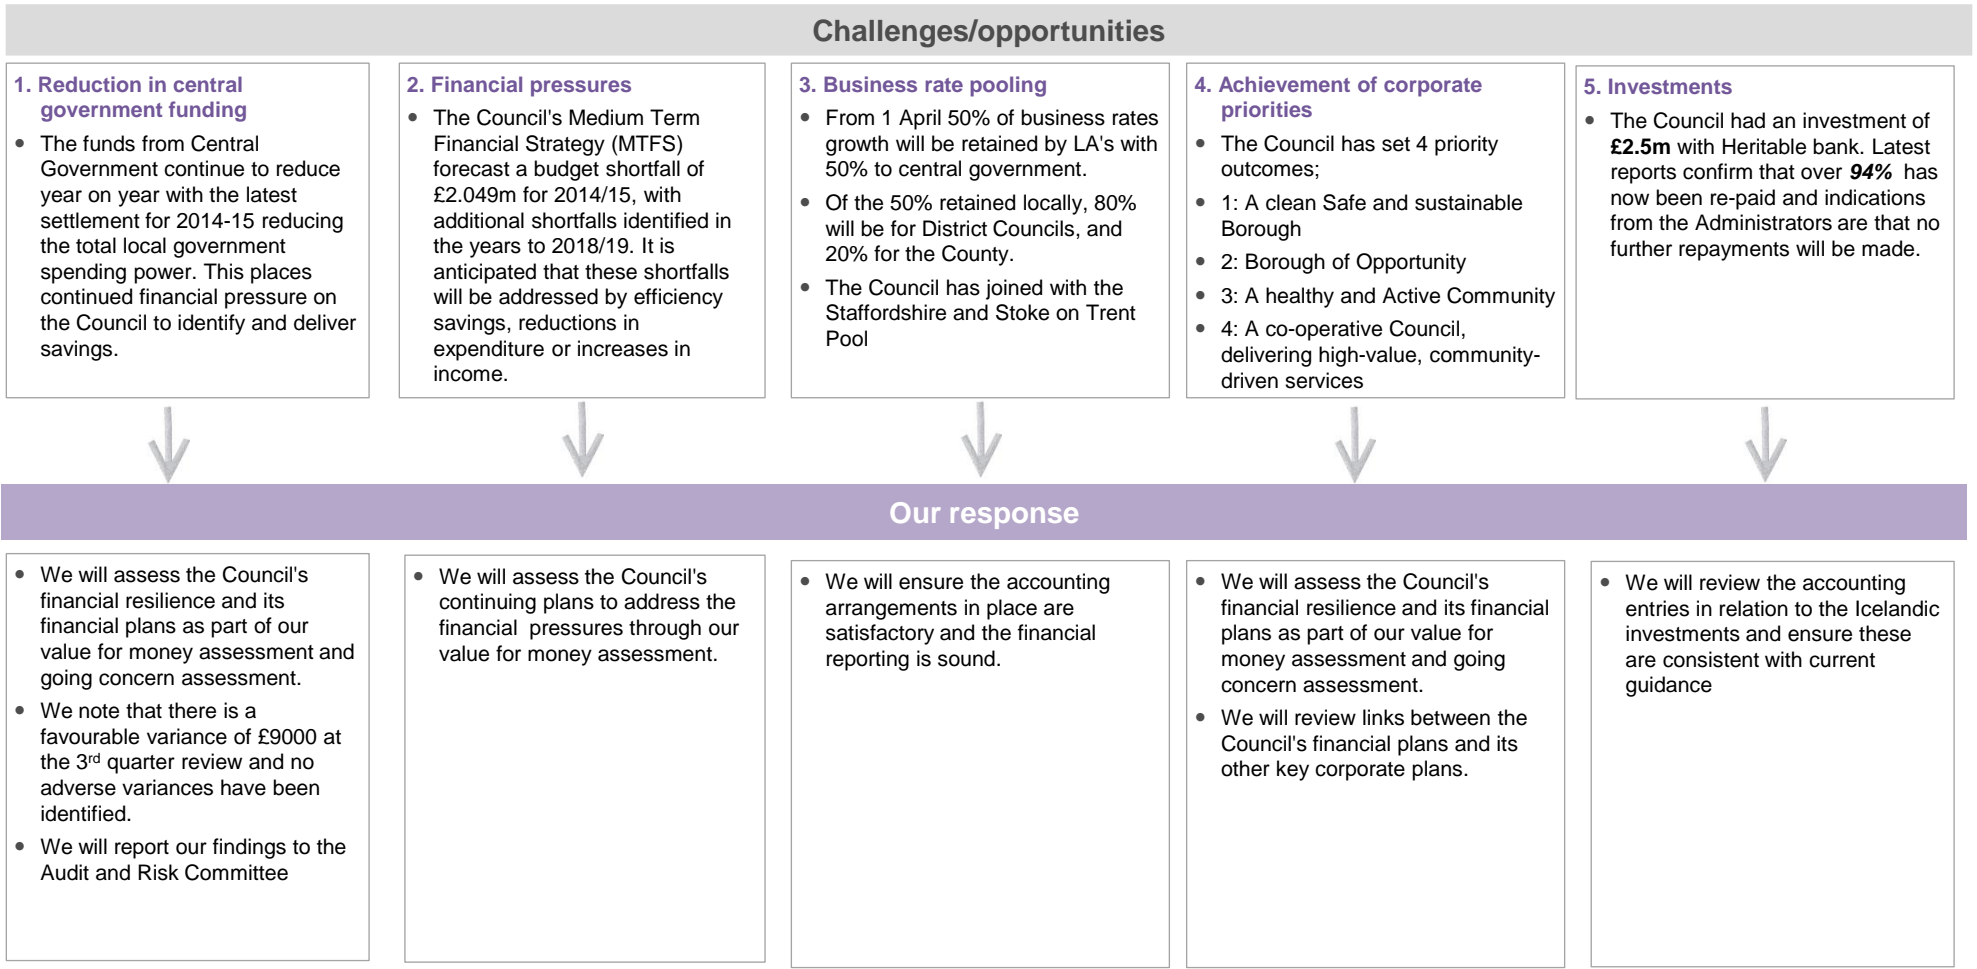 Challenges/opportunities
1. Reduction in central
government funding
• The funds from Central
Government continue to reduce
year on year with the latest
settlement for 2014-15 reducing
the total local government
spending power. This places
continued financial pressure on
the Council to identify and deliver
savings.
2. Financial pressures
• The Council's Medium Term
Financial Strategy (MTFS)
forecast a budget shortfall of
£2.049m for 2014/15, with
additional shortfalls identified in
the years to 2018/19. It is
anticipated that these shortfalls
will be addressed by efficiency
savings, reductions in
expenditure or increases in
income.
3. Business rate pooling
• From 1 April 50% of business rates
growth will be retained by LA's with
50% to central government.
• Of the 50% retained locally, 80%
will be for District Councils, and
20% for the County.
• The Council has joined with the
Staffordshire and Stoke on Trent
Pool
4. Achievement of corporate
priorities
• The Council has set 4 priority
outcomes;
• 1: A clean Safe and sustainable
Borough
• 2: Borough of Opportunity
• 3: A healthy and Active Community
• 4: A co-operative Council,
delivering high-value, community-
driven services
5. Investments
• The Council had an investment of
£2.5m with Heritable bank. Latest
reports confirm that over 94% has
now been re-paid and indications
from the Administrators are that no
further repayments will be made.
Our response
• We will assess the Council's
financial resilience and its
financial plans as part of our
value for money assessment and
going concern assessment.
• We note that there is a
favourable variance of £9000 at
the 3rd quarter review and no
adverse variances have been
identified.
• We will report our findings to the
Audit and Risk Committee
• We will assess the Council's
continuing plans to address the
financial pressures through our
value for money assessment.
• We will ensure the accounting
arrangements in place are
satisfactory and the financial
reporting is sound.
• We will assess the Council's
financial resilience and its financial
plans as part of our value for
money assessment and going
concern assessment.
• We will review links between the
Council's financial plans and its
other key corporate plans.
• We will review the accounting
entries in relation to the Icelandic
investments and ensure these
are consistent with current
guidance